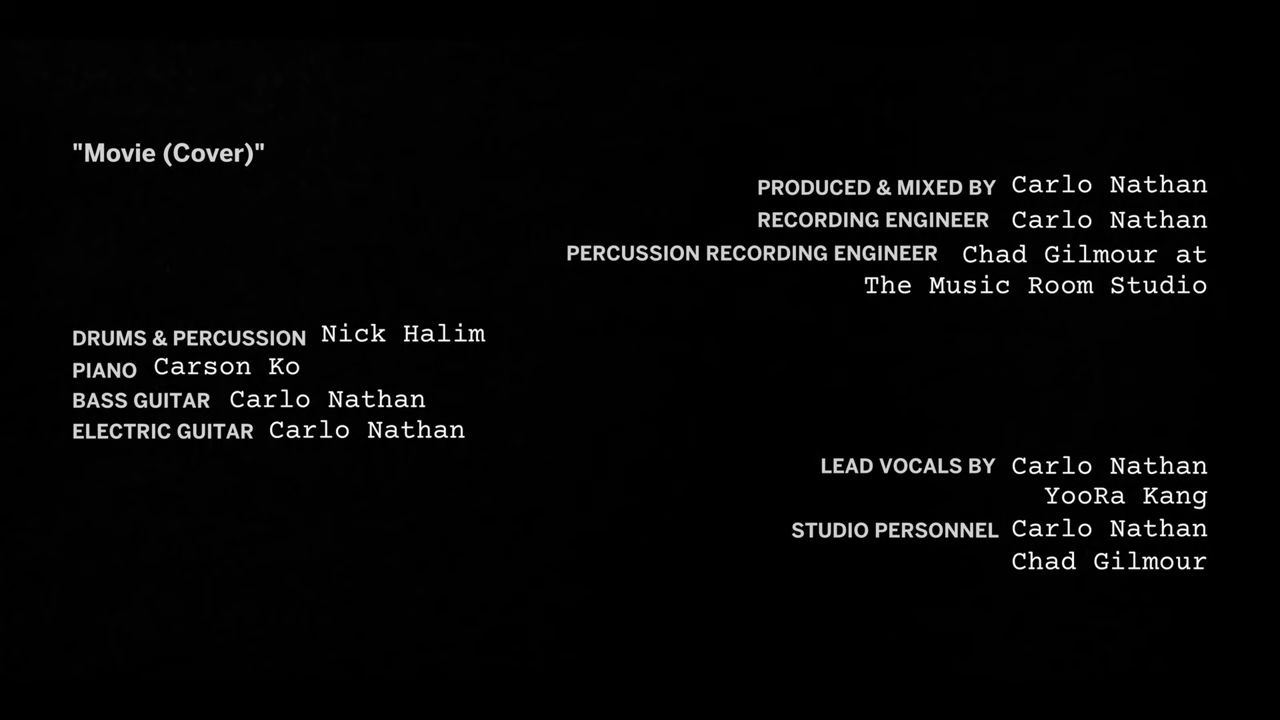 "Movie (Cover)"
PRODUCED & MIXED BY Carlo Nathan
RECORDING ENGINEER Carlo Nathan
PERCUSSION RECORDING ENGINEER Chad Gilmour at
The Music Room Studio
DRUMS & PERCUSSION Nick Halim
PIANO Carson Ko
BASS GUITAR Carlo Nathan
ELECTRIC GUITAR Carlo Nathan
LEAD VOCALS BY Carlo Nathan
YooRa Kang
STUDIO PERSONNEL Carlo Nathan
Chad Gilmour